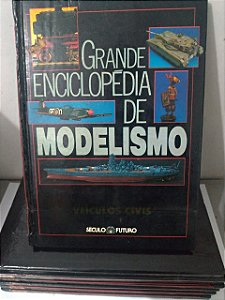 GRANDE
ENCICLOPÉDIA
DE
MODELISMO
VEÍCULOS CIVIS
SÉCULO FUTURO